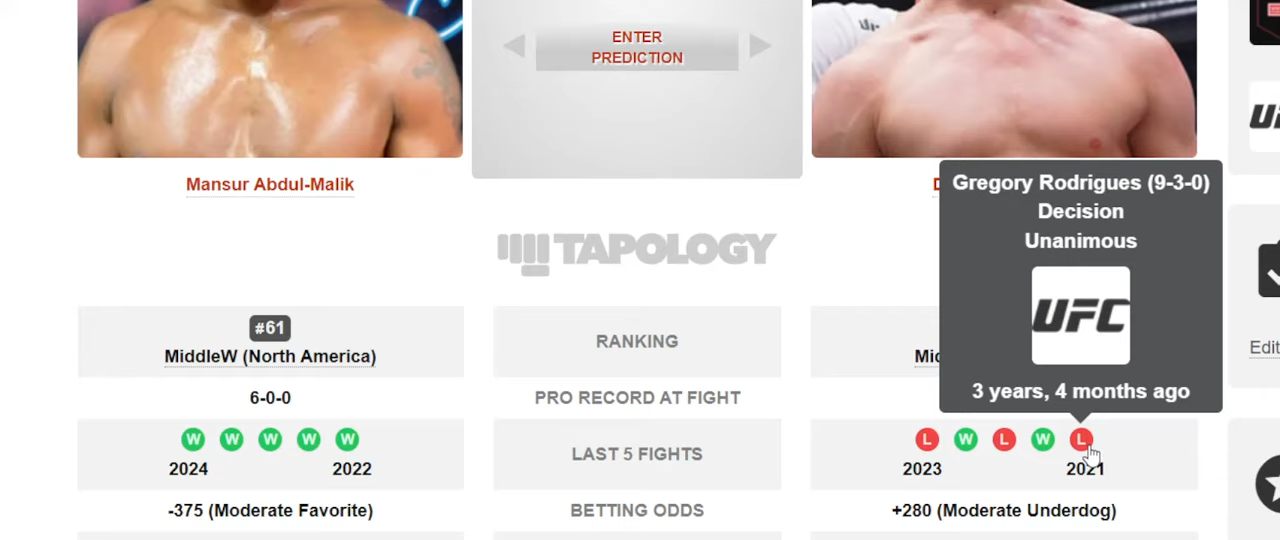 ENTER
PREDICTION
Mansur Abdul-Malik
D
Gregory Rodrigues (9-3-0)
Decision
Unanimous
UFC
3 years, 4 months ago
TAPOLOGY
#61
MiddleW (North America)
RANKING
Mic
Edit
6-0-0
PRO RECORD AT FIGHT
W W W W W
2024 2022
LAST 5 FIGHTS
L W L W L
2023 2021
-375 (Moderate Favorite)
BETTING ODDS
+280 (Moderate Underdog)